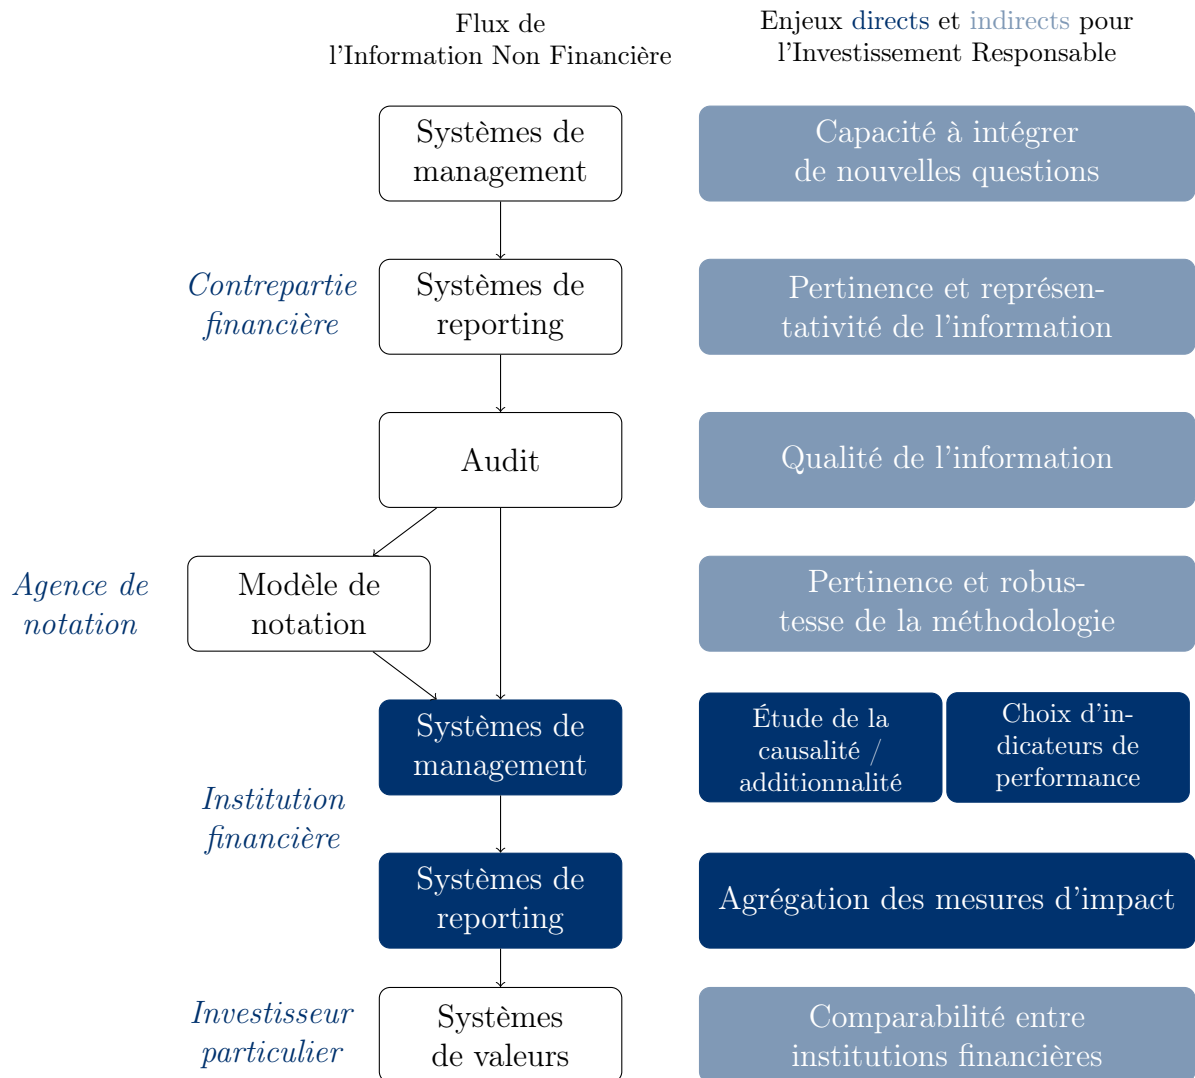 Flux de
l'Information Non Financière
Enjeux directs et indirects pour
l'Investissement Responsable
Systèmes de
management
Capacité à intégrer
de nouvelles questions
Contrepartie
financière
Systèmes de
reporting
Pertinence et représen-
tativité de l'information
Audit
Qualité de l'information
Agence de
notation
Modèle de
notation
Pertinence et robus-
tesse de la méthodologie
Systèmes de
management
Étude de la
causalité /
additionnalité
Choix d'in-
dicateurs de
performance
Institution
financière
Systèmes de
reporting
Agrégation des mesures d'impact
Investisseur
particulier
Systèmes
de valeurs
Comparabilité entre
institutions financières